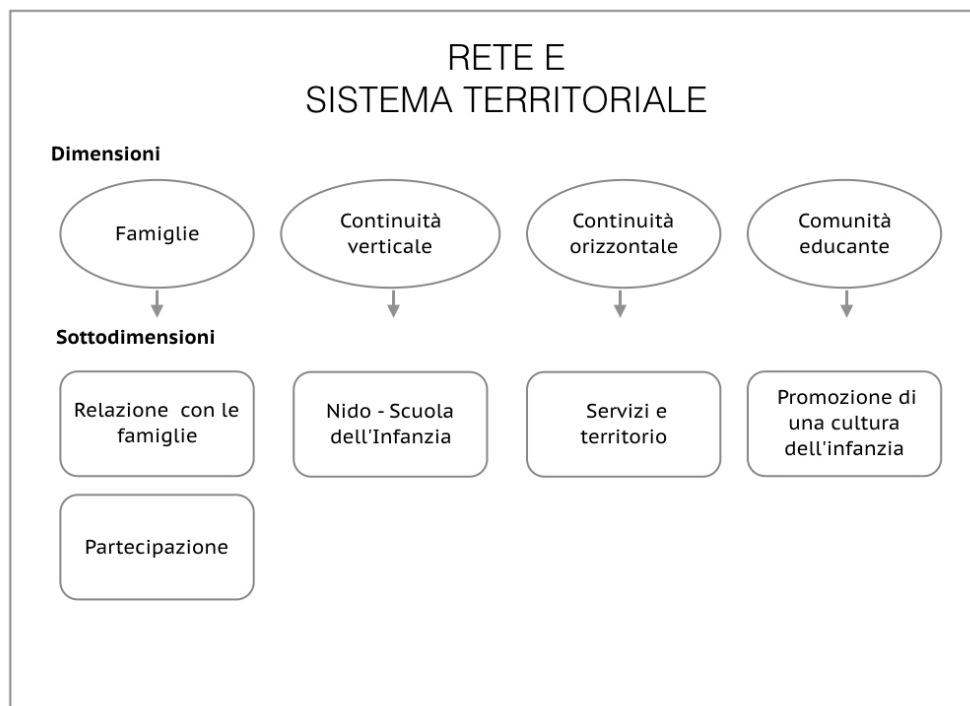 RETE E
SISTEMA TERRITORIALE
Dimensioni
Famiglie
Continuità
verticale
Continuità
orizzontale
Comunità
educante
Sottodimensioni
Relazione con le
famiglie
Nido - Scuola
dell'Infanzia
Servizi e
territorio
Promozione di
una cultura
dell'infanzia
Partecipazione